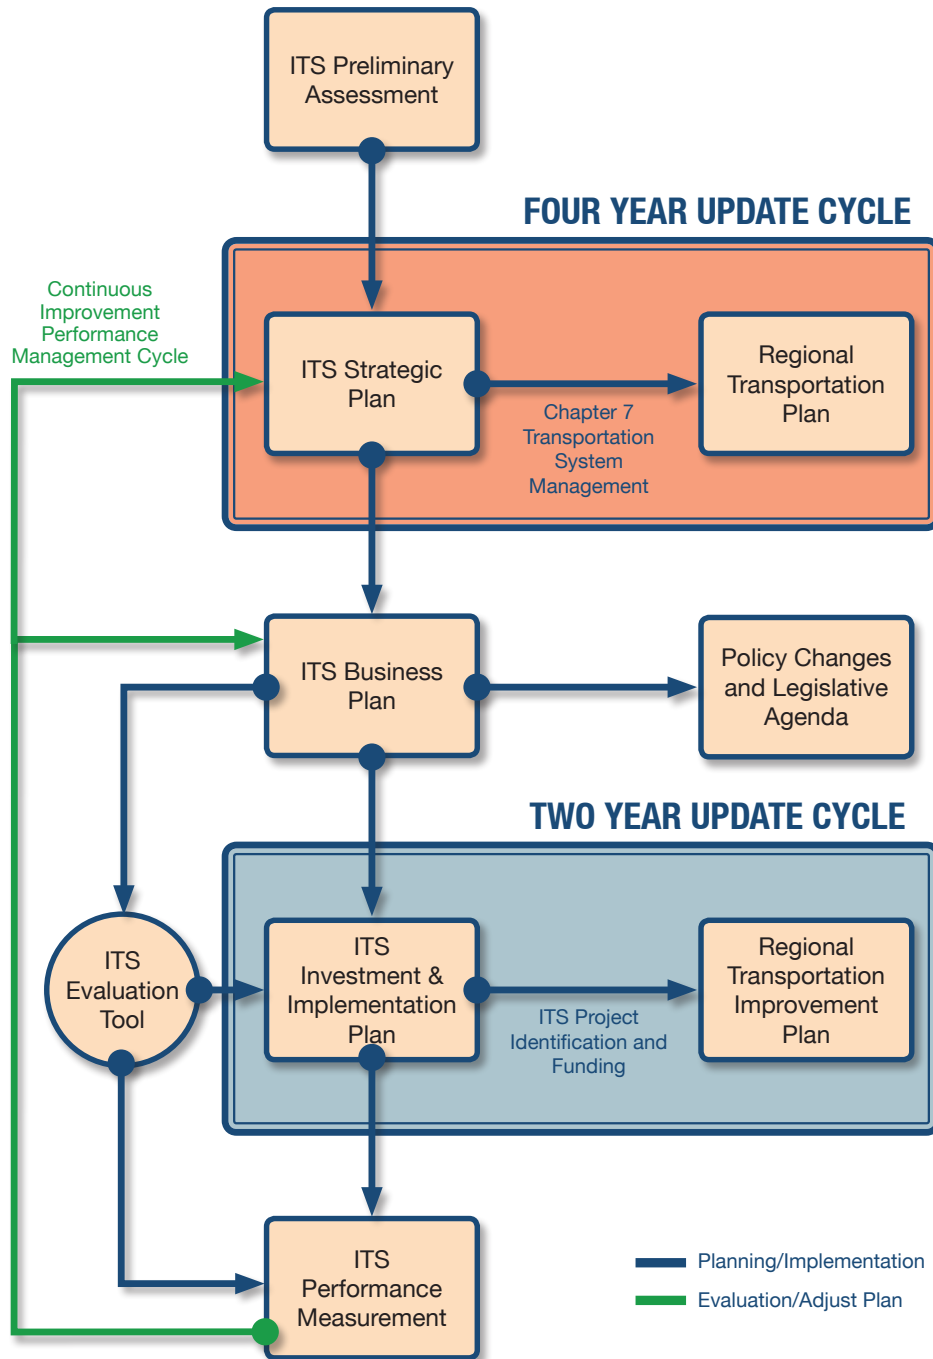 ITS Preliminary
Assessment
FOUR YEAR UPDATE CYCLE
Continuous
Improvement
Performance
Management Cycle
ITS Strategic
Plan
Chapter 7
Transportation
System
Management
Regional
Transportation
Plan
ITS Business
Plan
Policy Changes
and Legislative
Agenda
TWO YEAR UPDATE CYCLE
ITS
Evaluation
Tool
ITS
Investment &
Implementation
Plan
ITS Project
Identification and
Funding
Regional
Transportation
Improvement
Plan
ITS
Performance
Measurement
Planning/Implementation
Evaluation/Adjust Plan